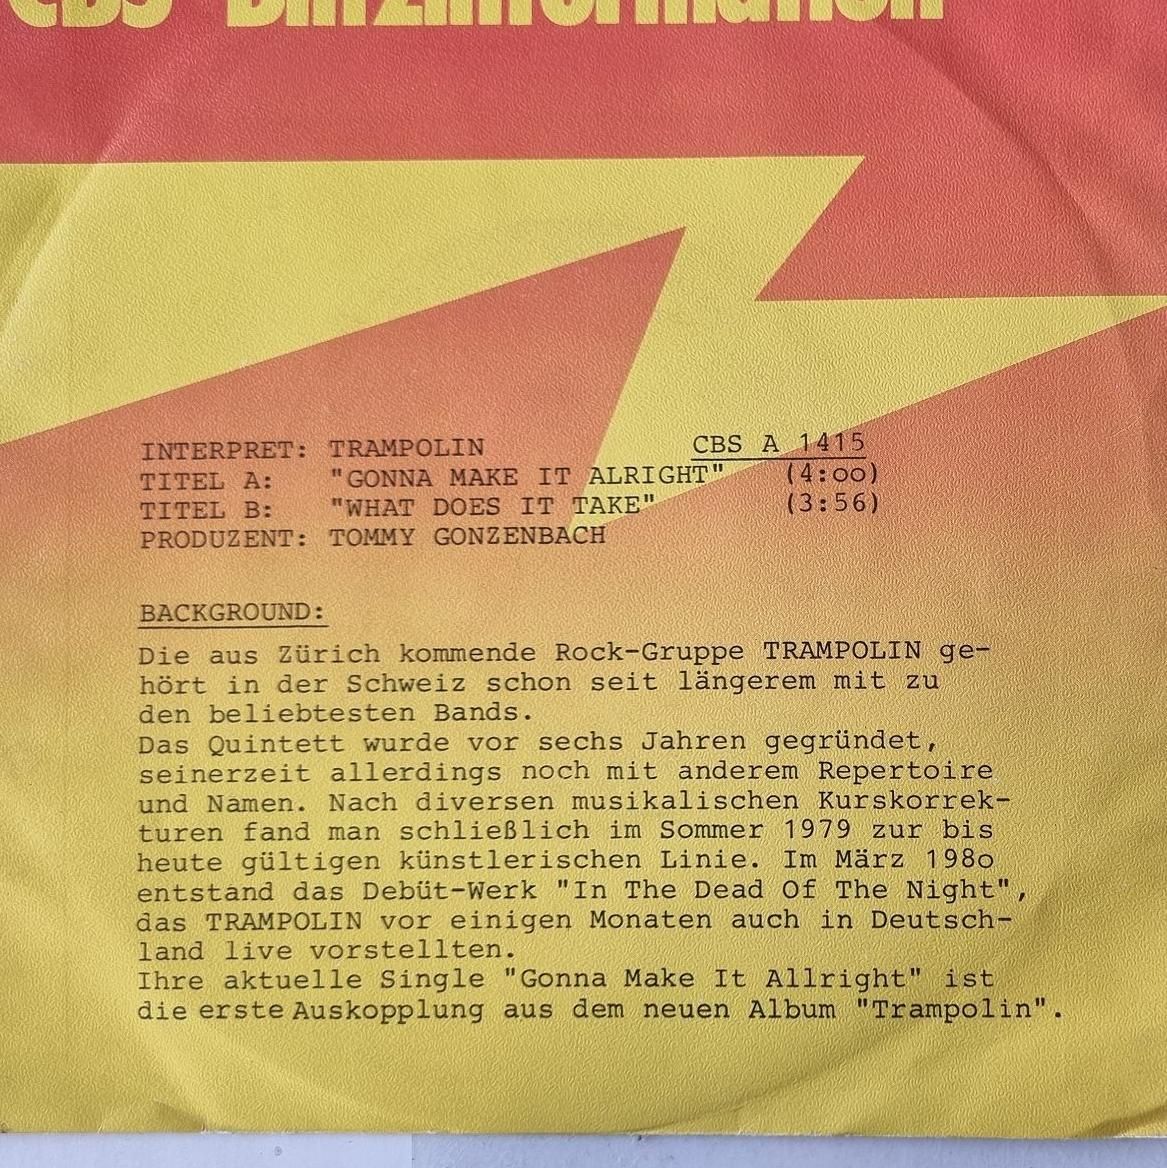 CBS Blitzinformation
INTERPRET: TRAMPOLIN CBS A 1415
TITEL A: "GONNA MAKE IT ALRIGHT" (4:oo)
TITEL B: "WHAT DOES IT TAKE" (3:56)
PRODUZENT: TOMMY GONZENBACH
BACKGROUND:
Die aus Zürich kommende Rock-Gruppe TRAMPOLIN ge-
hört in der Schweiz schon seit längerem mit zu
den beliebtesten Bands.
Das Quintett wurde vor sechs Jahren gegründet,
seinerzeit allerdings noch mit anderem Repertoire
und Namen. Nach diversen musikalischen Kurskorrek-
turen fand man schließlich im Sommer 1979 zur bis
heute gültigen künstlerischen Linie. Im März 198o
entstand das Debüt-Werk "In The Dead Of The Night",
das TRAMPOLIN vor einigen Monaten auch in Deutsch-
land live vorstellten.
Ihre aktuelle Single "Gonna Make It Allright" ist
die erste Auskopplung aus dem neuen Album "Trampolin".